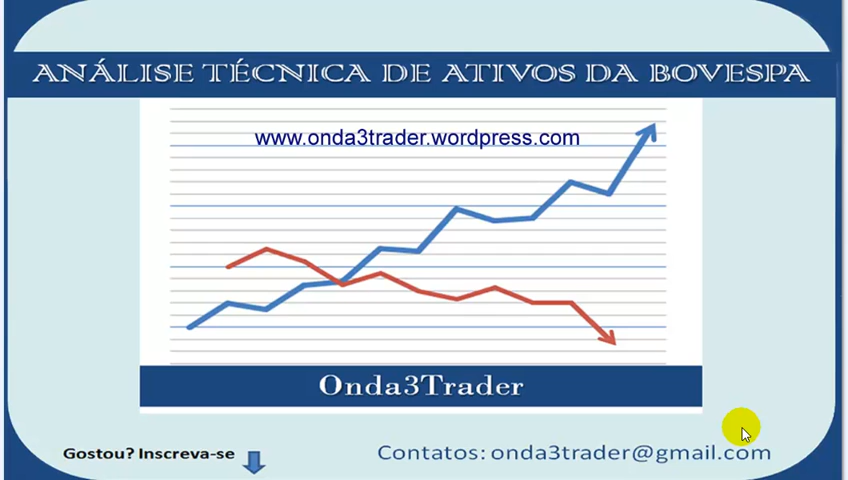 ANÁLISE TÉCNICA DE ATIVOS DA BOVESPA
www.onda3trader.wordpress.com
Onda3Trader
Gostou? Inscreva-se
Contatos: onda3trader@gmail.com